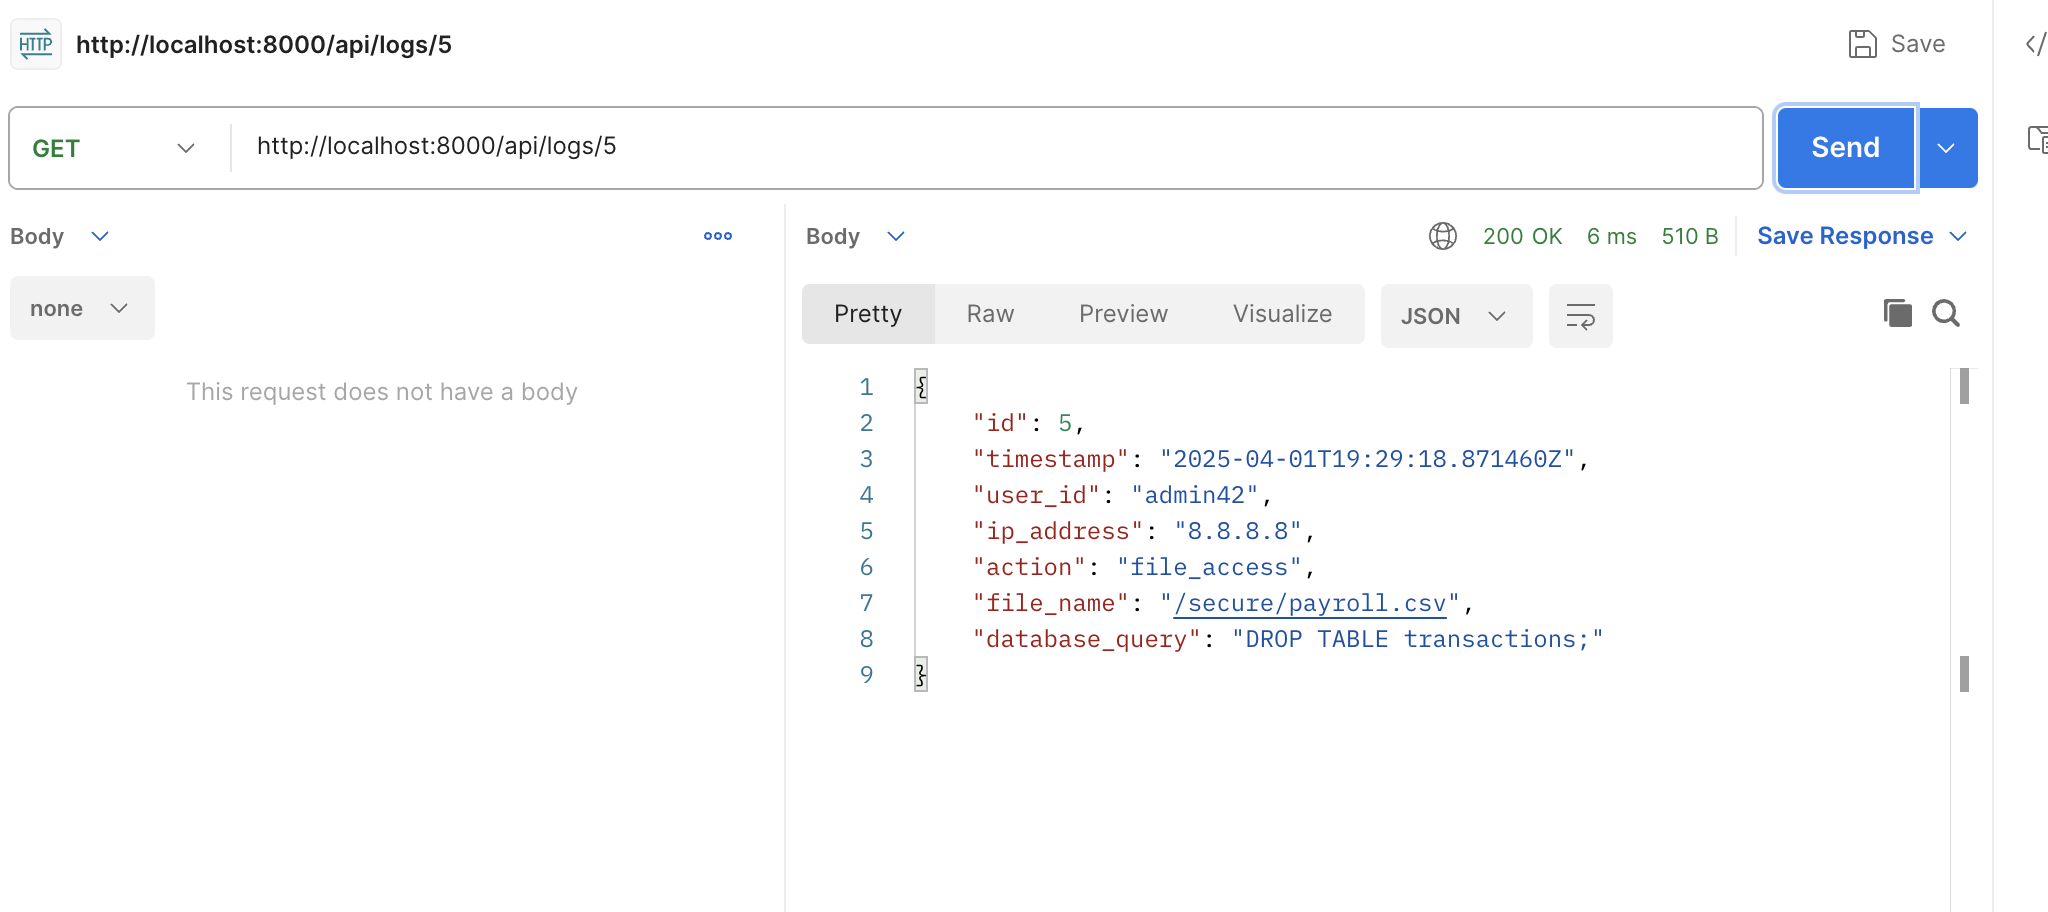 HTTP http://localhost:8000/api/logs/5 Save
GET http://localhost:8000/api/logs/5 Send
Body
none
This request does not have a body
Body 200 OK 6 ms 510 B Save Response
Pretty Raw Preview Visualize JSON
1 {
2 "id": 5,
3 "timestamp": "2025-04-01T19:29:18.871460Z",
4 "user_id": "admin42",
5 "ip_address": "8.8.8.8",
6 "action": "file_access",
7 "file_name": "/secure/payroll.csv",
8 "database_query": "DROP TABLE transactions;"
9 }